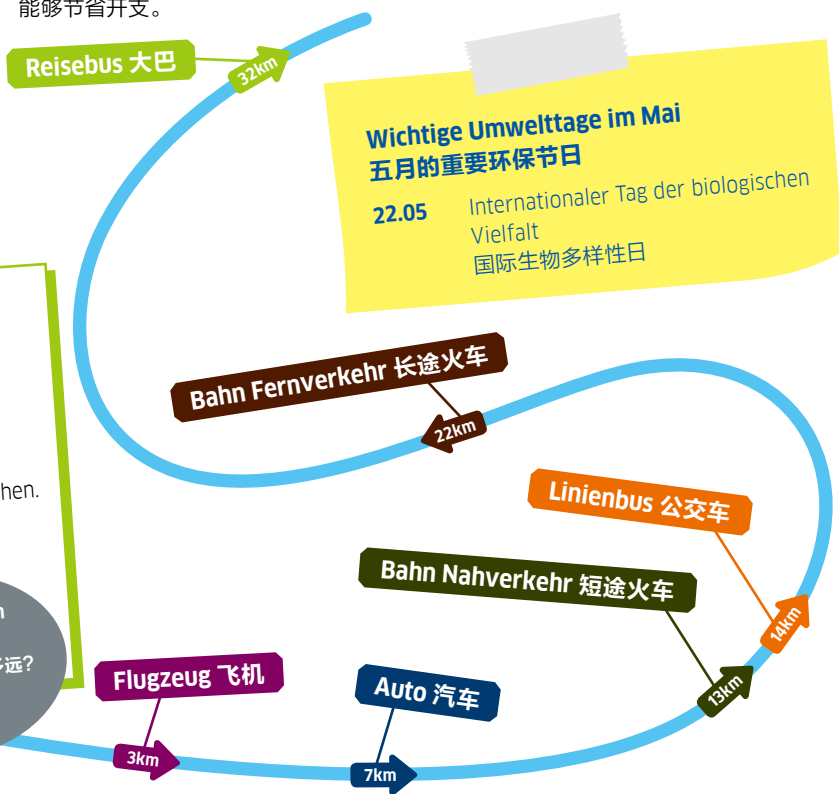 能够节省开支。
Reisebus 大巴
32km
Wichtige Umwelttage im Mai
五月的重要环保节日
22.05 Internationaler Tag der biologischen
Vielfalt
国际生物多样性日
Bahn Fernverkehr 长途火车
22km
hen.
Linienbus 公交车
Bahn Nahverkehr 短途火车
14km
多远?
13km
Flugzeug 飞机
Auto 汽车
3km
7km